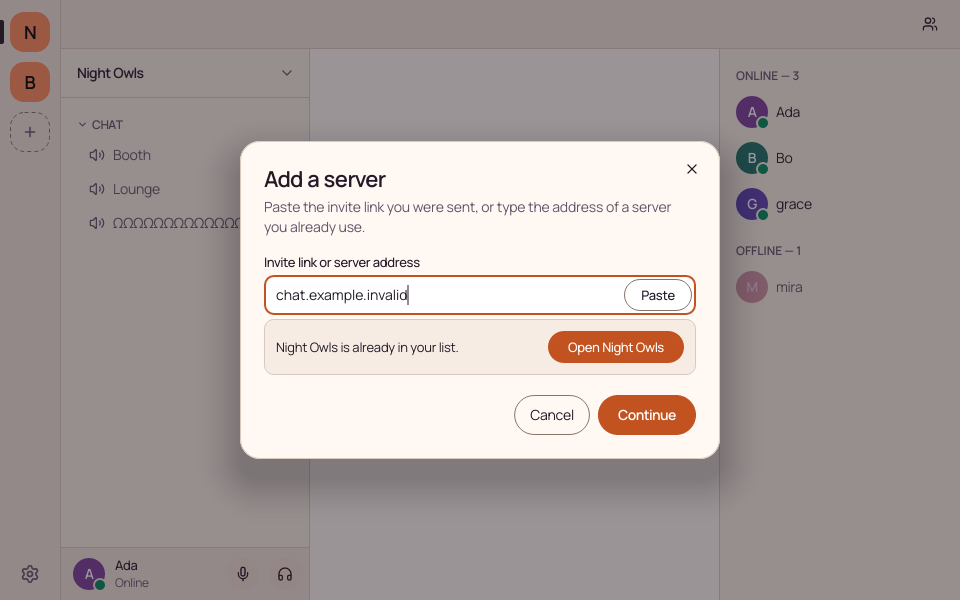 N
B
Night Owls
CHAT
Booth
Lounge
ONLINE — 3
A
Ada
B
Bo
G
grace
OFFLINE — 1
M
mira
Add a server
Paste the invite link you were sent, or type the address of a server
you already use.
Invite link or server address
chat.example.invalid
Paste
Night Owls is already in your list.
Open Night Owls
Cancel
Continue
A
Ada
Online